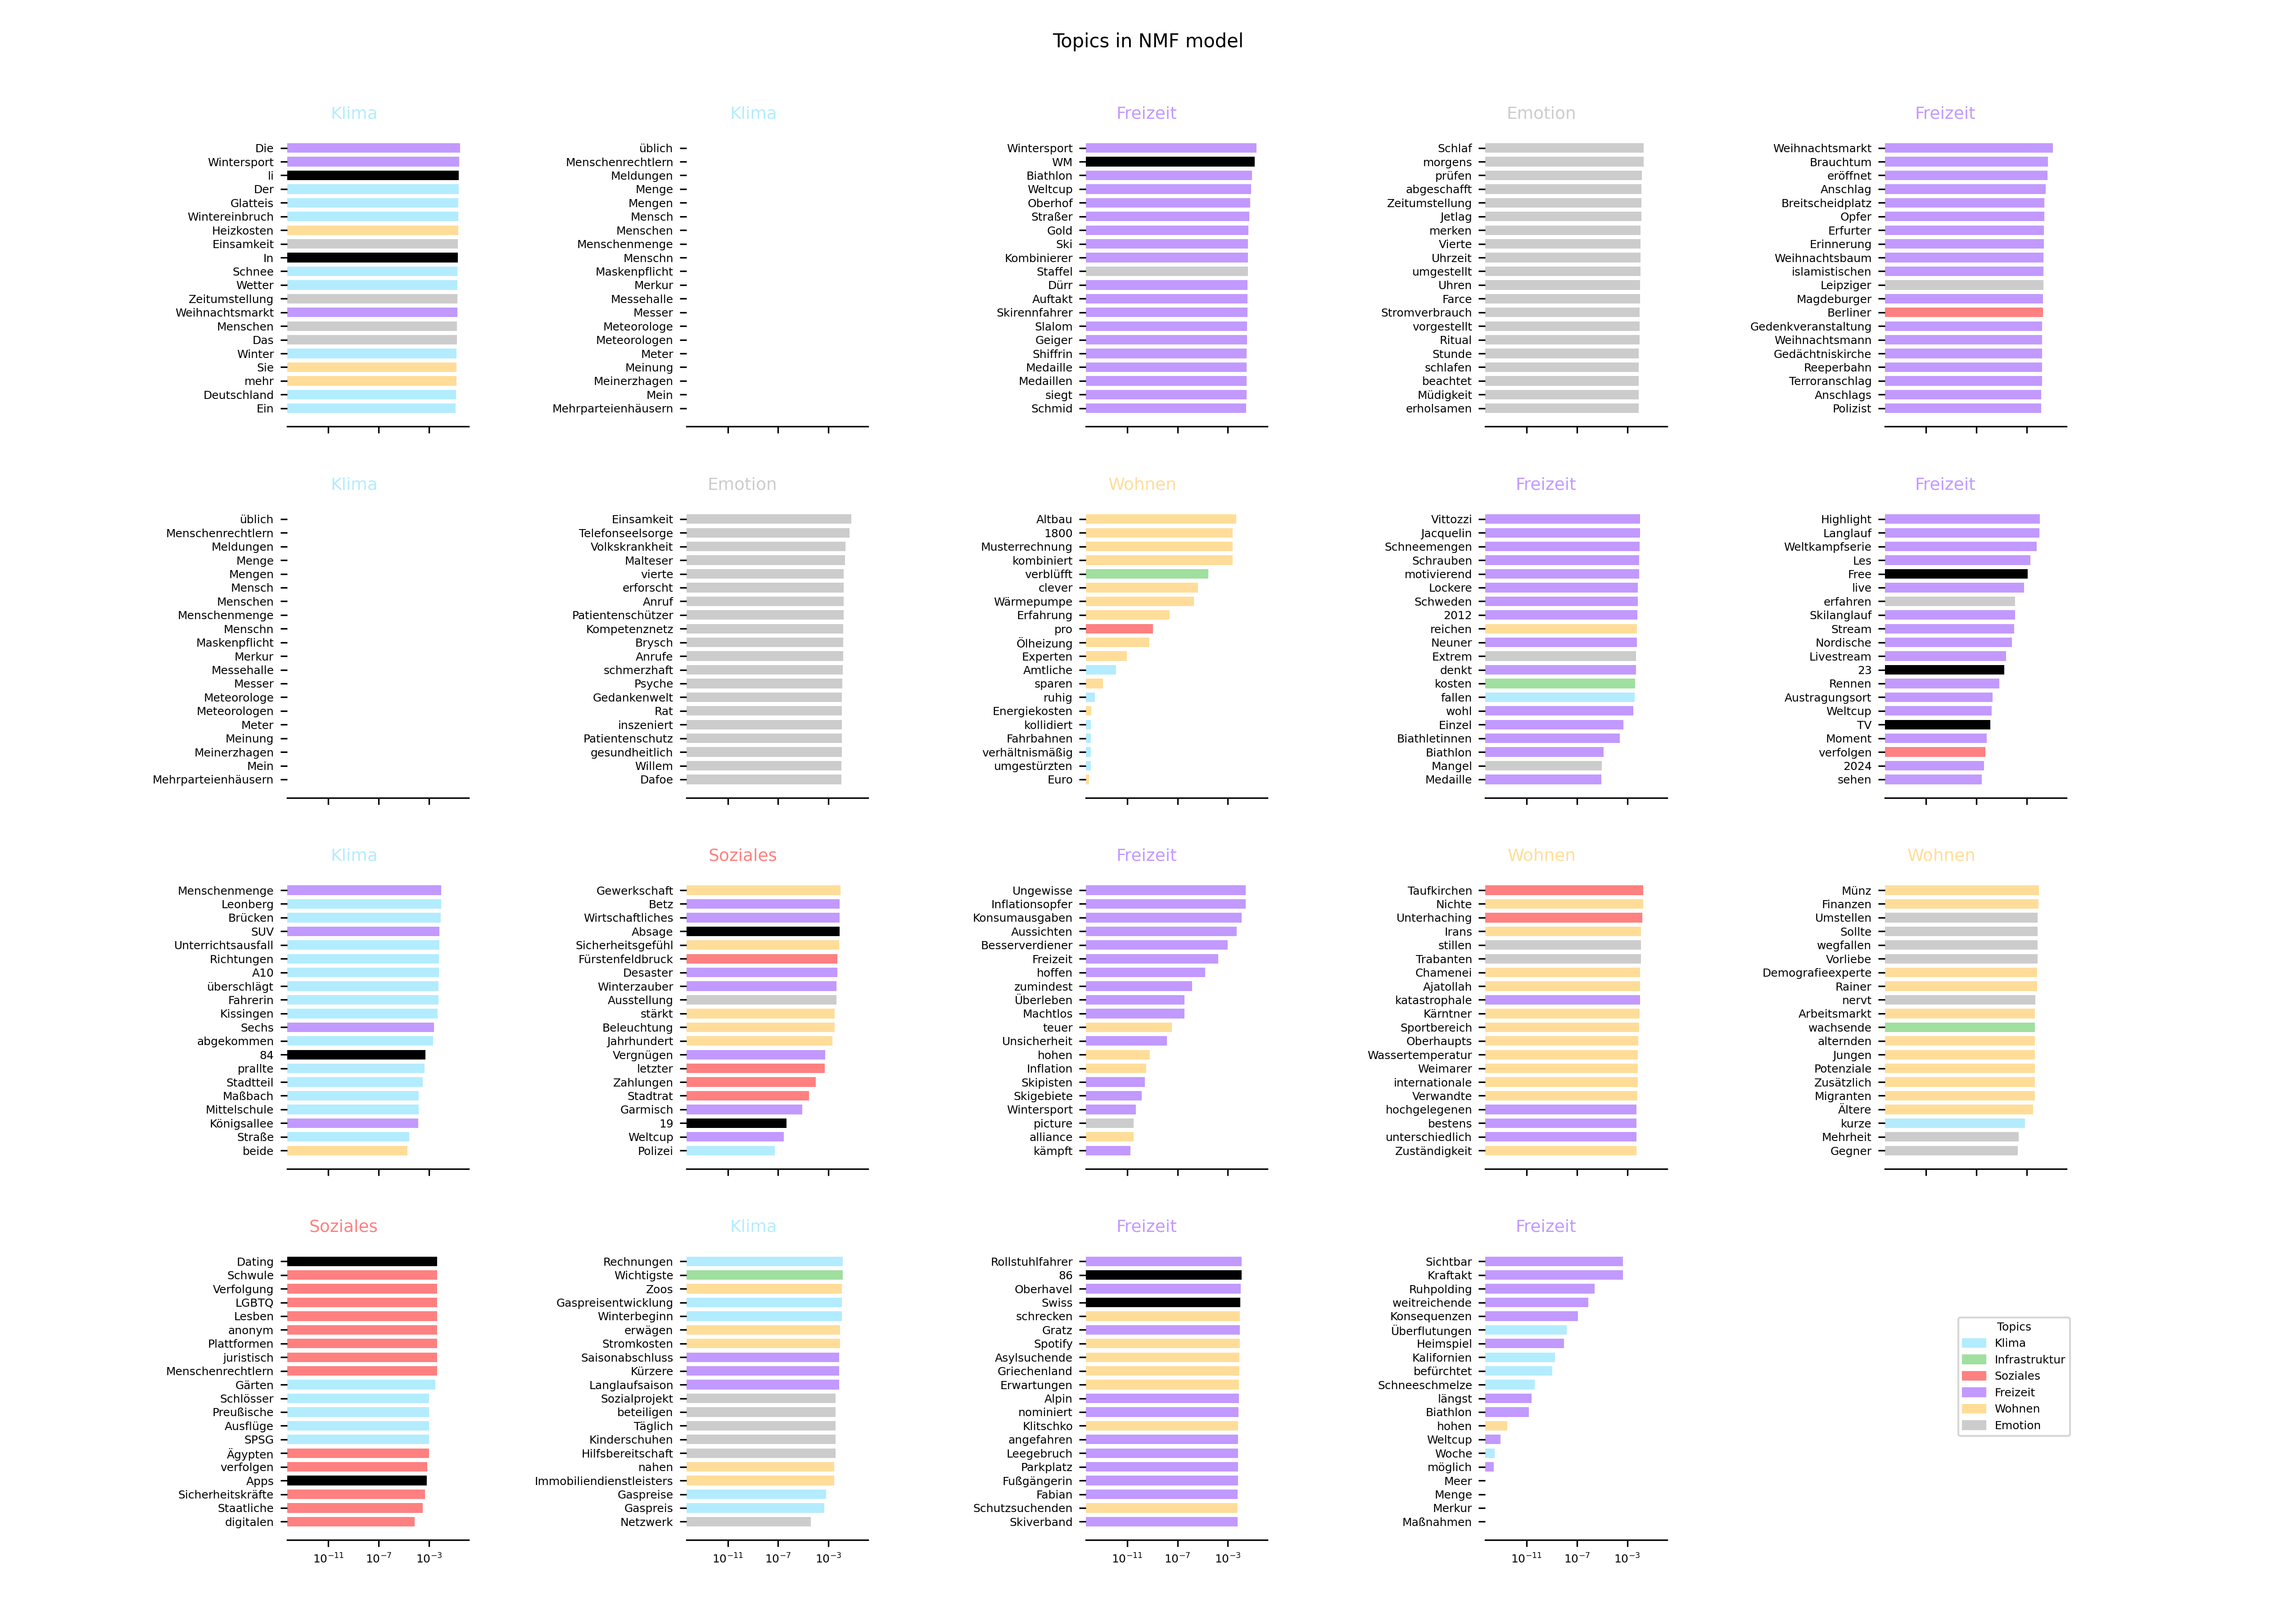 Topics in NMF model
Klima
Die
Wintersport
li
Der
Glatteis
Wintereinbruch
Heizkosten
Einsamkeit
In
Schnee
Wetter
Zeitumstellung
Weihnachtsmarkt
Menschen
Das
Winter
Sie
mehr
Deutschland
Ein
Klima
üblich
Menschenrechtlern
Meldungen
Menge
Mengen
Mensch
Menschen
Menschenmenge
Menschn
Maskenpflicht
Merkur
Messehalle
Messer
Meteorologe
Meteorologen
Meter
Meinung
Meinerzhagen
Mein
Mehrparteienhäusern
Freizeit
Wintersport
WM
Biathlon
Weltcup
Oberhof
Straßer
Gold
Ski
Kombinierer
Staffel
Dürr
Auftakt
Skirennfahrer
Slalom
Geiger
Shiffrin
Medaille
Medaillen
siegt
Schmid
Emotion
Schlaf
morgens
prüfen
abgeschafft
Zeitumstellung
Jetlag
merken
Vierte
Uhrzeit
umgestellt
Uhren
Farce
Stromverbrauch
vorgestellt
Ritual
Stunde
schlafen
beachtet
Müdigkeit
erholsamen
Freizeit
Weihnachtsmarkt
Brauchtum
eröffnet
Anschlag
Breitscheidplatz
Opfer
Erfurter
Erinnerung
Weihnachtsbaum
islamistischen
Leipziger
Magdeburger
Berliner
Gedenkveranstaltung
Weihnachtsmann
Gedächtniskirche
Reeperbahn
Terroranschlag
Anschlags
Polizist
Klima
üblich
Menschenrechtlern
Meldungen
Menge
Mengen
Mensch
Menschen
Menschenmenge
Menschn
Maskenpflicht
Merkur
Messehalle
Messer
Meteorologe
Meteorologen
Meter
Meinung
Meinerzhagen
Mein
Mehrparteienhäusern
Emotion
Einsamkeit
Telefonseelsorge
Volkskrankheit
Malteser
vierte
erforscht
Anruf
Patientenschützer
Kompetenznetz
Brysch
Anrufe
schmerzhaft
Psyche
Gedankenwelt
Rat
inszeniert
Patientenschutz
gesundheitlich
Willem
Dafoe
Wohnen
Altbau
1800
Musterrechnung
kombiniert
verblüfft
clever
Wärmepumpe
Erfahrung
pro
Ölheizung
Experten
Amtliche
sparen
ruhig
Energiekosten
kollidiert
Fahrbahnen
verhältnismäßig
umgestürzten
Euro
Freizeit
Vittozzi
Jacquelin
Schneemengen
Schrauben
motivierend
Lockere
Schweden
2012
reichen
Neuner
Extrem
denkt
kosten
fallen
wohl
Einzel
Biathletinnen
Biathlon
Mangel
Medaille
Freizeit
Highlight
Langlauf
Weltkampfserie
Les
Free
live
erfahren
Skilanglauf
Stream
Nordische
Livestream
23
Rennen
Austragungsort
Weltcup
TV
Moment
verfolgen
2024
sehen
Klima
Menschenmenge
Leonberg
Brücken
SUV
Unterrichtsausfall
Richtungen
A10
überschlägt
Fahrerin
Kissingen
Sechs
abgekommen
84
prallte
Stadtteil
Maßbach
Mittelschule
Königsallee
Straße
beide
Soziales
Gewerkschaft
Betz
Wirtschaftliches
Absage
Sicherheitsgefühl
Fürstenfeldbruck
Desaster
Winterzauber
Ausstellung
stärkt
Beleuchtung
Jahrhundert
Vergnügen
letzter
Zahlungen
Stadtrat
Garmisch
19
Weltcup
Polizei
Freizeit
Ungewisse
Inflationsopfer
Konsumausgaben
Aussichten
Besserverdiener
Freizeit
hoffen
zumindest
Überleben
Machtlos
teuer
Unsicherheit
hohen
Inflation
Skipisten
Skigebiete
Wintersport
picture
alliance
kämpft
Wohnen
Taufkirchen
Nichte
Unterhaching
Irans
stillen
Trabanten
Chamenei
Ajatollah
katastrophale
Kärntner
Sportbereich
Oberhaupts
Wassertemperatur
Weimarer
internationale
Verwandte
hochgelegenen
bestens
unterschiedlich
Zuständigkeit
Wohnen
Münz
Finanzen
Umstellen
Sollte
wegfallen
Vorliebe
Demografieexperte
Rainer
nervt
Arbeitsmarkt
wachsende
alternden
Jungen
Potenziale
Zusätzlich
Migranten
Ältere
kurze
Mehrheit
Gegner
Soziales
Dating
Schwule
Verfolgung
LGBTQ
Lesben
anonym
Plattformen
juristisch
Menschenrechtlern
Gärten
Schlösser
Preußische
Ausflüge
SPSG
Ägypten
verfolgen
Apps
Sicherheitskräfte
Staatliche
digitalen
10⁻¹¹ 10⁻⁷ 10⁻³
Klima
Rechnungen
Wichtigste
Zoos
Gaspreisentwicklung
Winterbeginn
erwägen
Stromkosten
Saisonabschluss
Kürzere
Langlaufsaison
Sozialprojekt
beteiligen
Täglich
Kinderschuhen
Hilfsbereitschaft
nahen
Immobiliendienstleisters
Gaspreise
Gaspreis
Netzwerk
10⁻¹¹ 10⁻⁷ 10⁻³
Freizeit
Rollstuhlfahrer
86
Oberhavel
Swiss
schrecken
Gratz
Spotify
Asylsuchende
Griechenland
Erwartungen
Alpin
nominiert
Klitschko
angefahren
Leegebruch
Parkplatz
Fußgängerin
Fabian
Schutzsuchenden
Skiverband
10⁻¹¹ 10⁻⁷ 10⁻³
Freizeit
Sichtbar
Kraftakt
Ruhpolding
weitreichende
Konsequenzen
Überflutungen
Heimspiel
Kalifornien
befürchtet
Schneeschmelze
längst
Biathlon
hohen
Weltcup
Woche
möglich
Meer
Menge
Merkur
Maßnahmen
10⁻¹¹ 10⁻⁷ 10⁻³
Topics
Klima
Infrastruktur
Soziales
Freizeit
Wohnen
Emotion